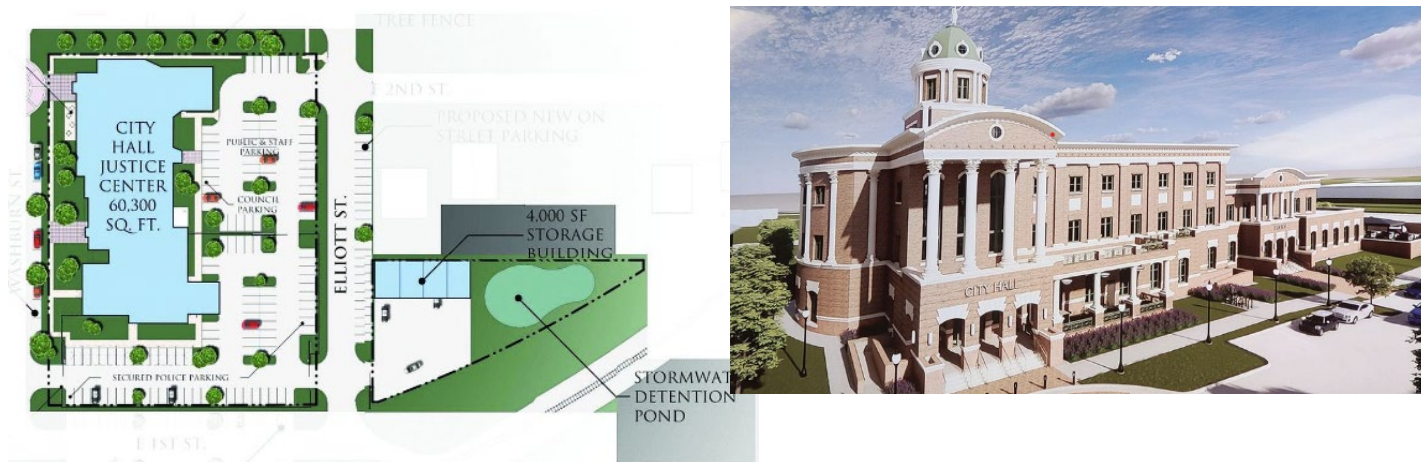 TREE FENCE
E 2ND ST.
PROPOSED NEW ON
STREET PARKING
CITY
HALL
JUSTICE
CENTER
60,300
SQ. FT.
PUBLIC & STAFF
PARKING
COUNCIL
PARKING
WASHBURN ST.
ELLIOTT ST.
4,000 SF
STORAGE
BUILDING
SECURED POLICE PARKING
STORMWAT
DETENTION
POND
E 1ST ST.
CITY HALL